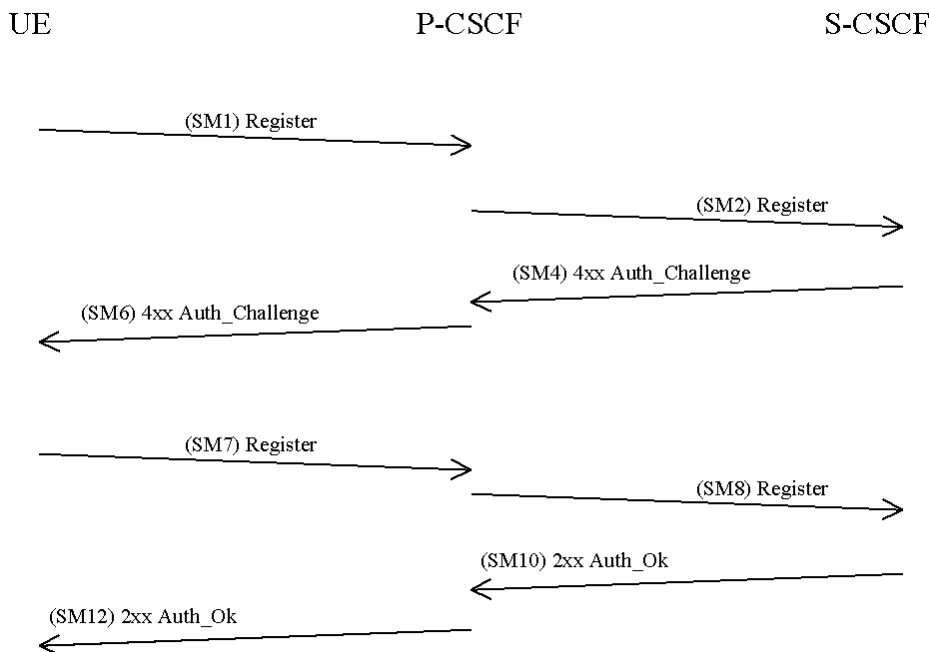 UE P-CSCF S-CSCF
(SM1) Register
(SM2) Register
(SM4) 4xx Auth_Challenge
(SM6) 4xx Auth_Challenge
(SM7) Register
(SM8) Register
(SM10) 2xx Auth_Ok
(SM12) 2xx Auth_Ok